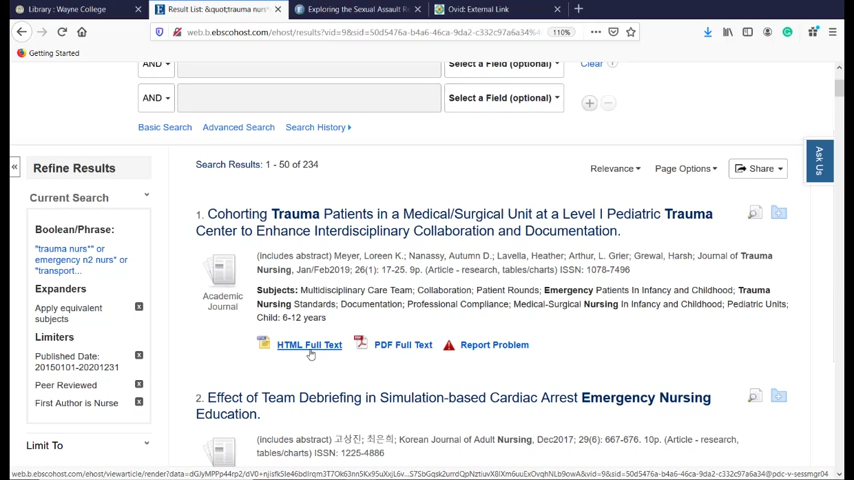 Library : Wayne College
Result List: &quot;trauma nurs*
Exploring the Sexual Assault Re
Ovid: External Link
web.b.ebscohost.com/ehost/results?vid=9&sid=50d5476a-b4a6-46ca-9da2-c332c97a6a34%4
110%
Getting Started
AND
Select a Field (optional)
Clear
AND
Select a Field (optional)
Basic Search
Advanced Search
Search History
Ask Us
Refine Results
Search Results: 1 - 50 of 234
Relevance
Page Options
Share
Current Search
Boolean/Phrase:
"trauma nurs*" or
emergency n2 nurs* or
"transport...
Expanders
Apply equivalent
subjects
Limiters
Published Date:
20150101-20201231
Peer Reviewed
First Author is Nurse
Limit To
1. Cohorting Trauma Patients in a Medical/Surgical Unit at a Level I Pediatric Trauma
Center to Enhance Interdisciplinary Collaboration and Documentation.
(includes abstract) Meyer, Loreen K.; Nanassy, Autumn D.; Lavella, Heather; Arthur, L. Grier; Grewal, Harsh; Journal of Trauma
Nursing, Jan/Feb2019; 26(1): 17-25. 9p. (Article - research, tables/charts) ISSN: 1078-7496
Academic
Journal
Subjects: Multidisciplinary Care Team; Collaboration; Patient Rounds; Emergency Patients In Infancy and Childhood; Trauma
Nursing Standards; Documentation; Professional Compliance; Medical-Surgical Nursing In Infancy and Childhood; Pediatric Units;
Child: 6-12 years
HTML Full Text
PDF Full Text
Report Problem
2. Effect of Team Debriefing in Simulation-based Cardiac Arrest Emergency Nursing
Education.
(includes abstract) 고상진; 최은희; Korean Journal of Adult Nursing, Dec2017; 29(6): 667-676. 10p. (Article - research,
tables/charts) ISSN: 1225-4886